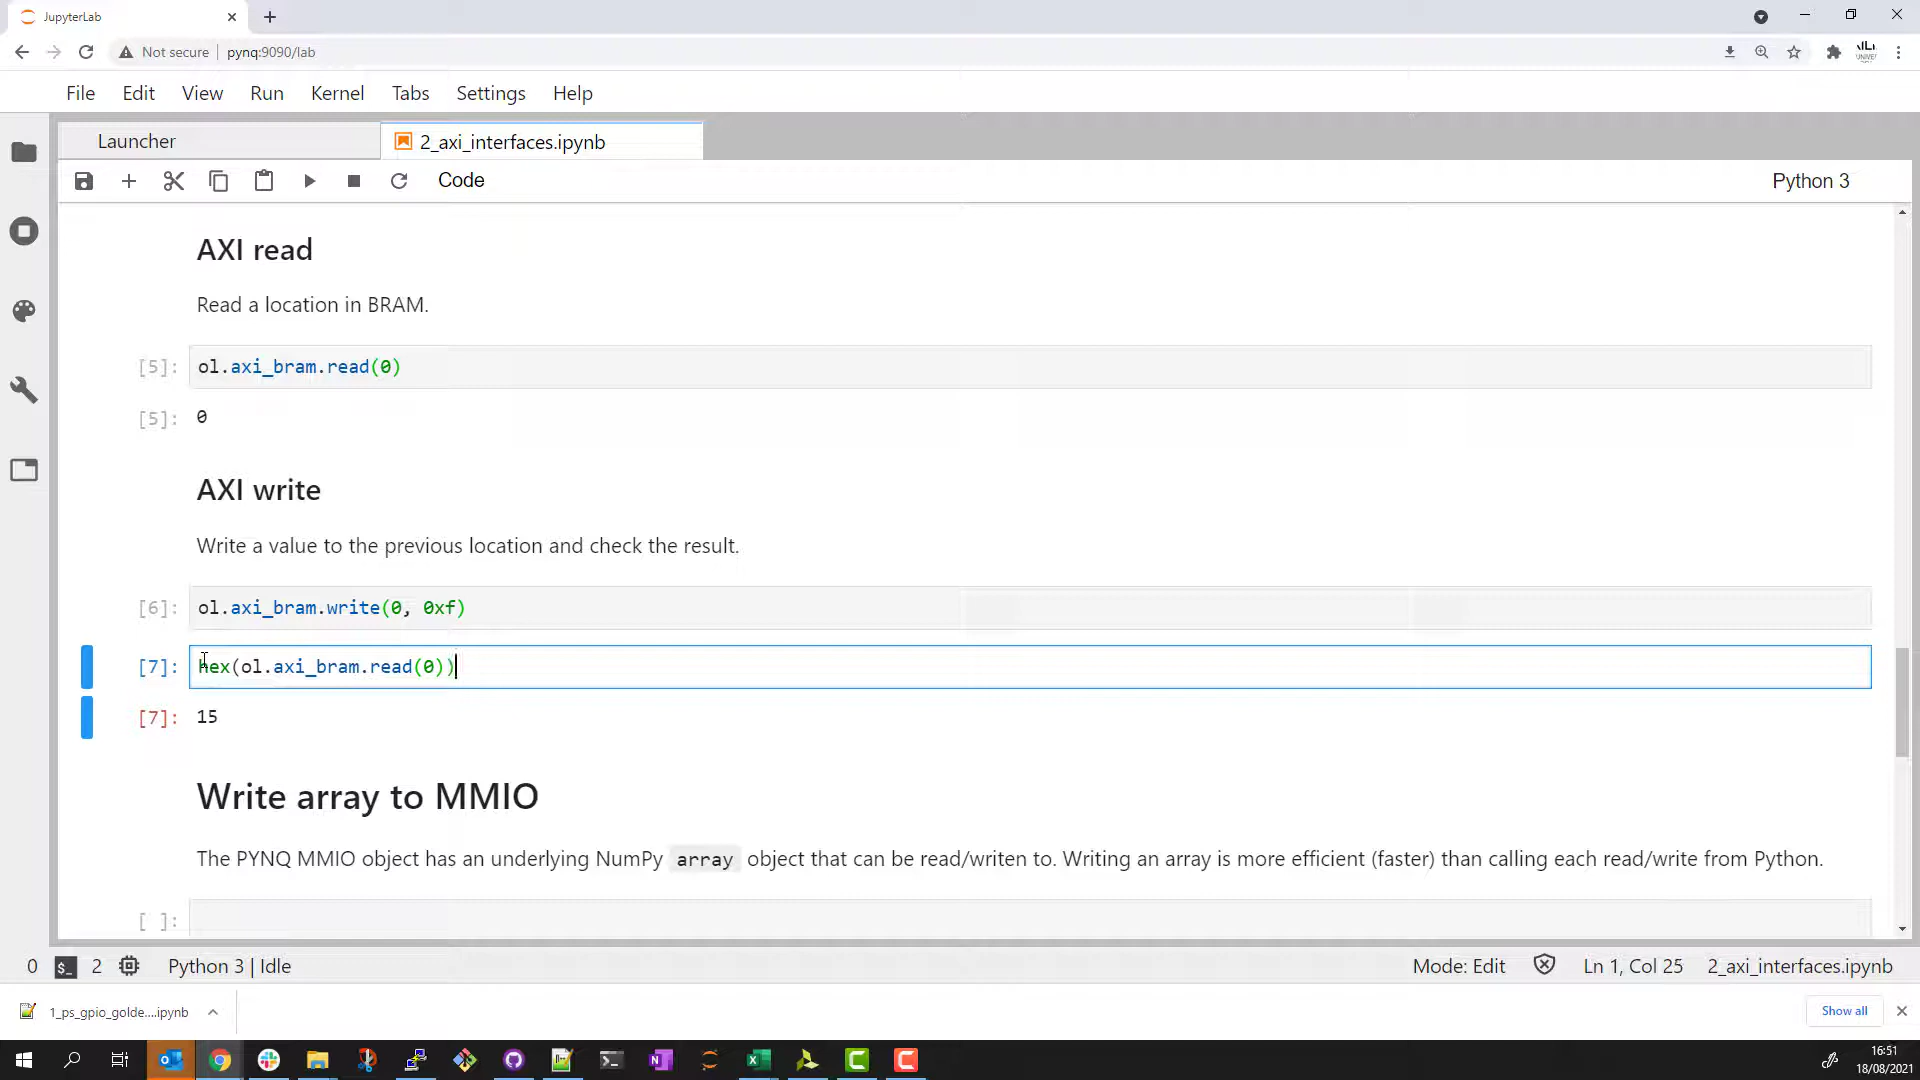 JupyterLab
Not secure
pynq:9090/lab
File Edit View Run Kernel Tabs Settings Help
Launcher
2_axi_interfaces.ipynb
Code
Python 3
AXI read
Read a location in BRAM.
[5]: ol.axi_bram.read(0)
[5]: 0
AXI write
Write a value to the previous location and check the result.
[6]: ol.axi_bram.write(0, 0xf)
[7]: hex(ol.axi_bram.read(0))
[7]: 15
Write array to MMIO
The PYNQ MMIO object has an underlying NumPy array object that can be read/writen to. Writing an array is more efficient (faster) than calling each read/write from Python.
[ ]:
0 $_ 2 Python 3 | Idle
Mode: Edit Ln 1, Col 25 2_axi_interfaces.ipynb
1_ps_gpio_golde....ipynb
Show all
16:51
18/08/2021